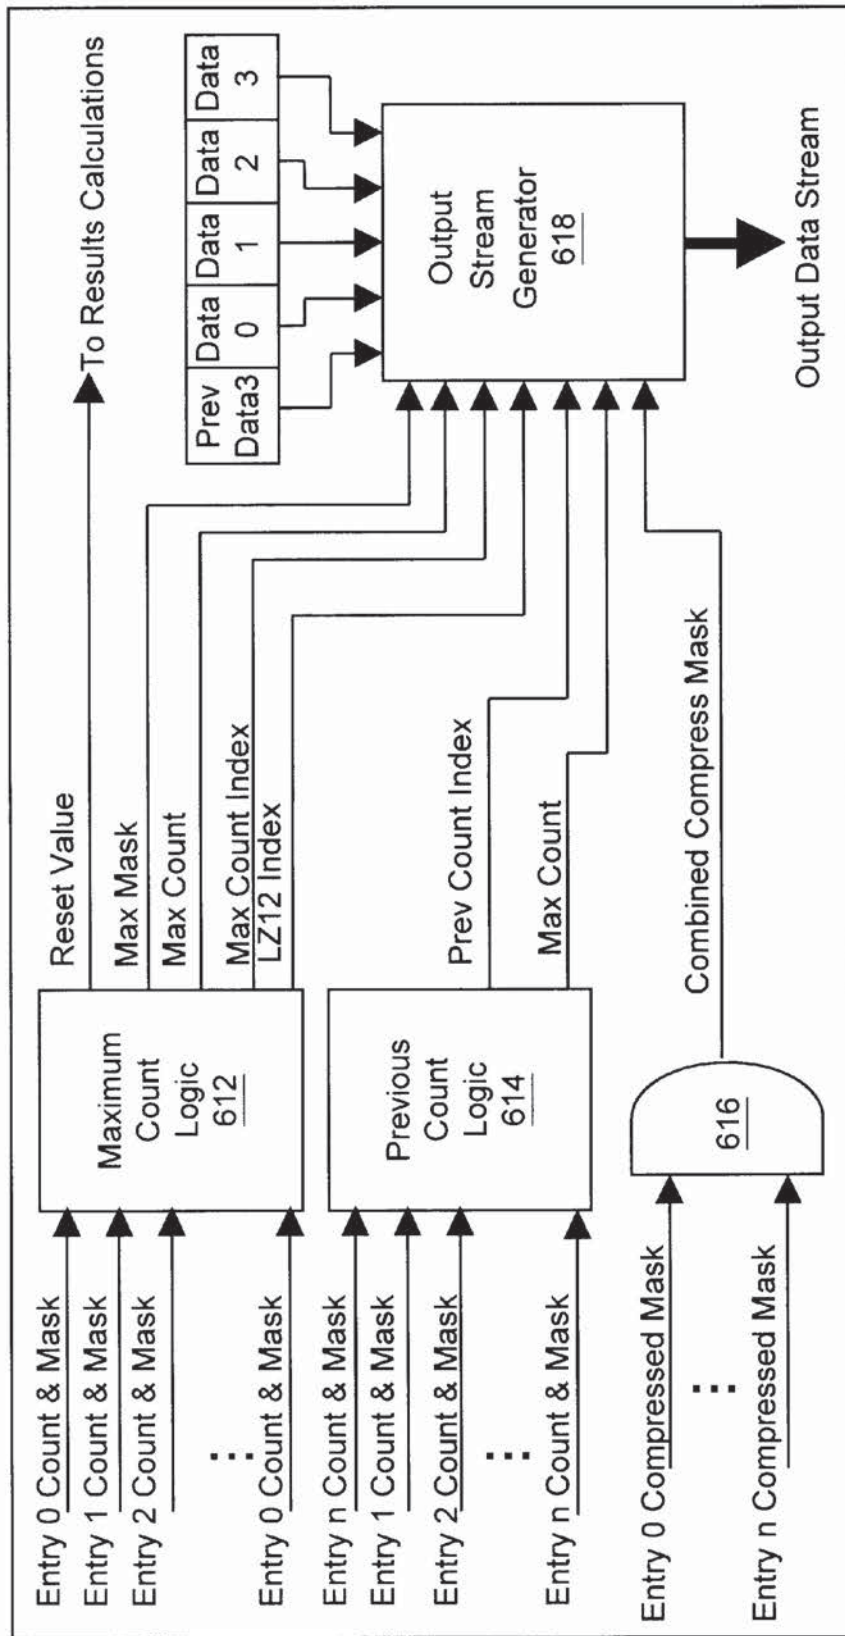 Entry 0 Count & Mask
Entry 1 Count & Mask
Entry 2 Count & Mask
...
Entry 0 Count & Mask
Maximum
Count
Logic
612
Reset Value
To Results Calculations
Max Mask
Max Count
Max Count Index
LZ12 Index
Entry n Count & Mask
Entry 1 Count & Mask
Entry 2 Count & Mask
...
Entry n Count & Mask
Previous
Count
Logic
614
Prev Count Index
Max Count
Entry 0 Compressed Mask
...
Entry n Compressed Mask
616
Combined Compress Mask
Prev
Data3
Data
0
Data
1
Data
2
Data
3
Output
Stream
Generator
618
Output Data Stream